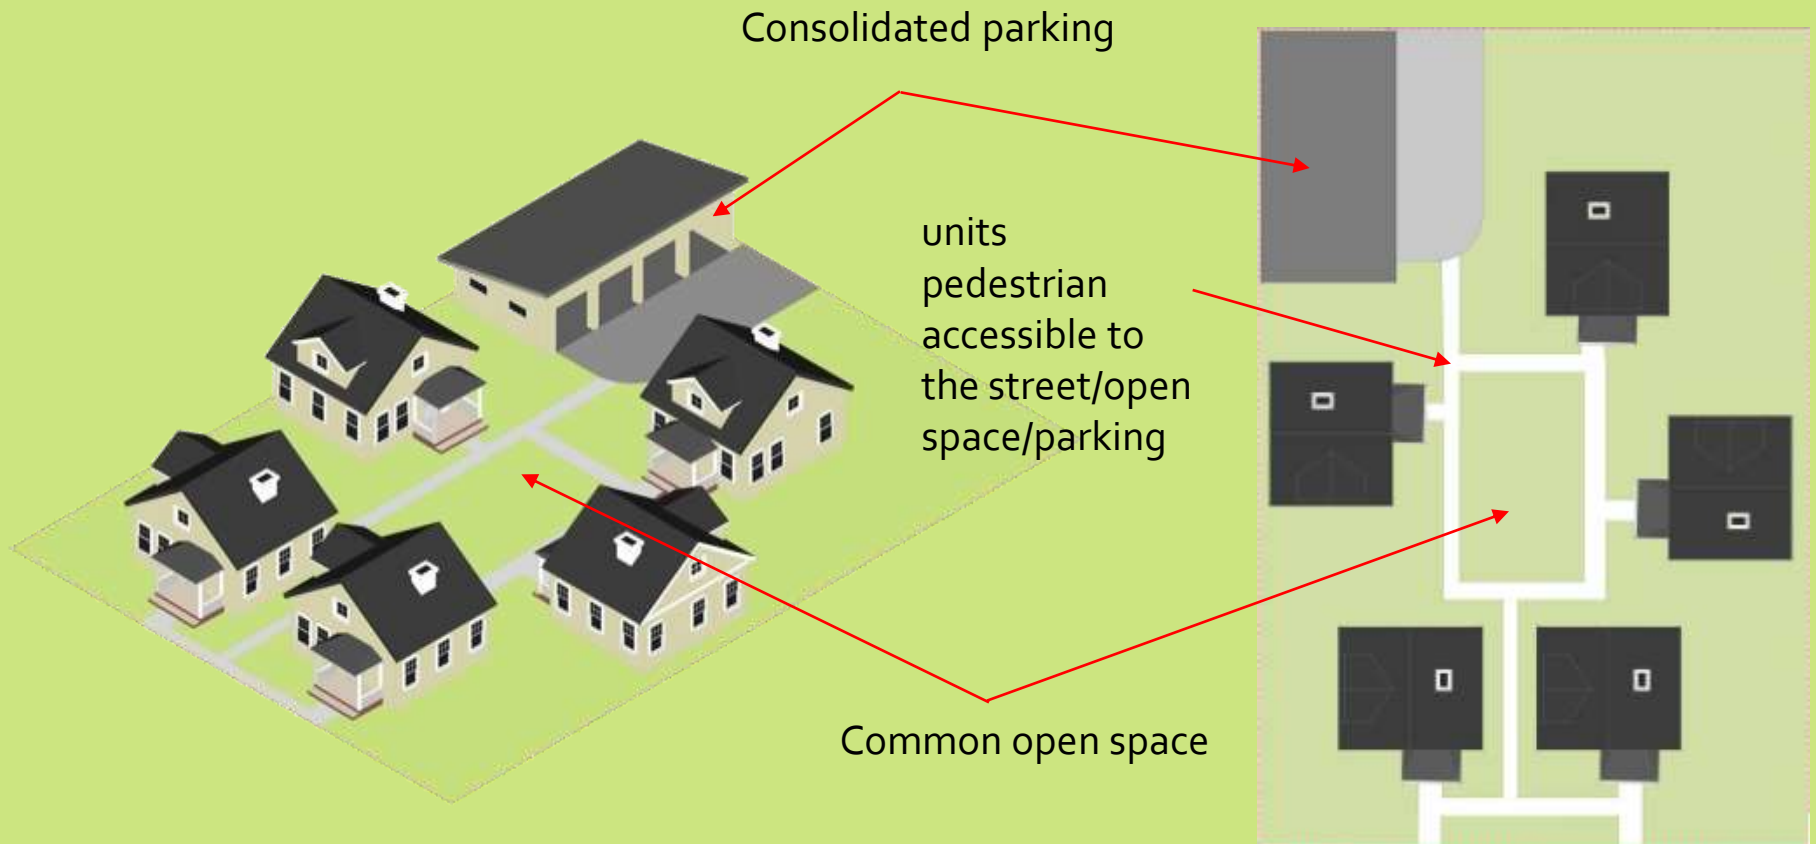 Consolidated parking
units
pedestrian
accessible to
the street/open
space/parking
Common open space